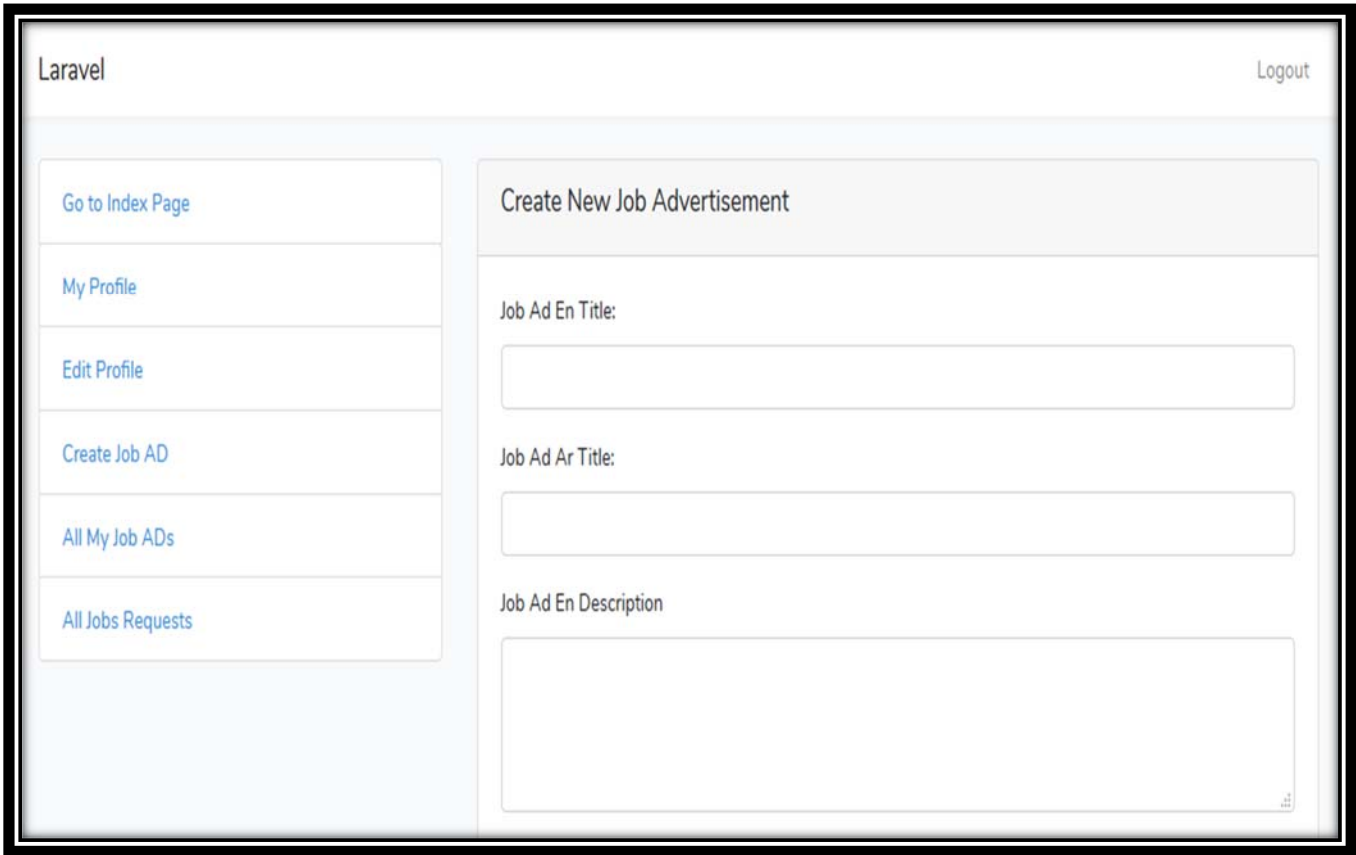 Laravel
Logout
Go to Index Page
My Profile
Edit Profile
Create Job AD
All My Job ADs
All Jobs Requests
Create New Job Advertisement
Job Ad En Title:
Job Ad Ar Title:
Job Ad En Description